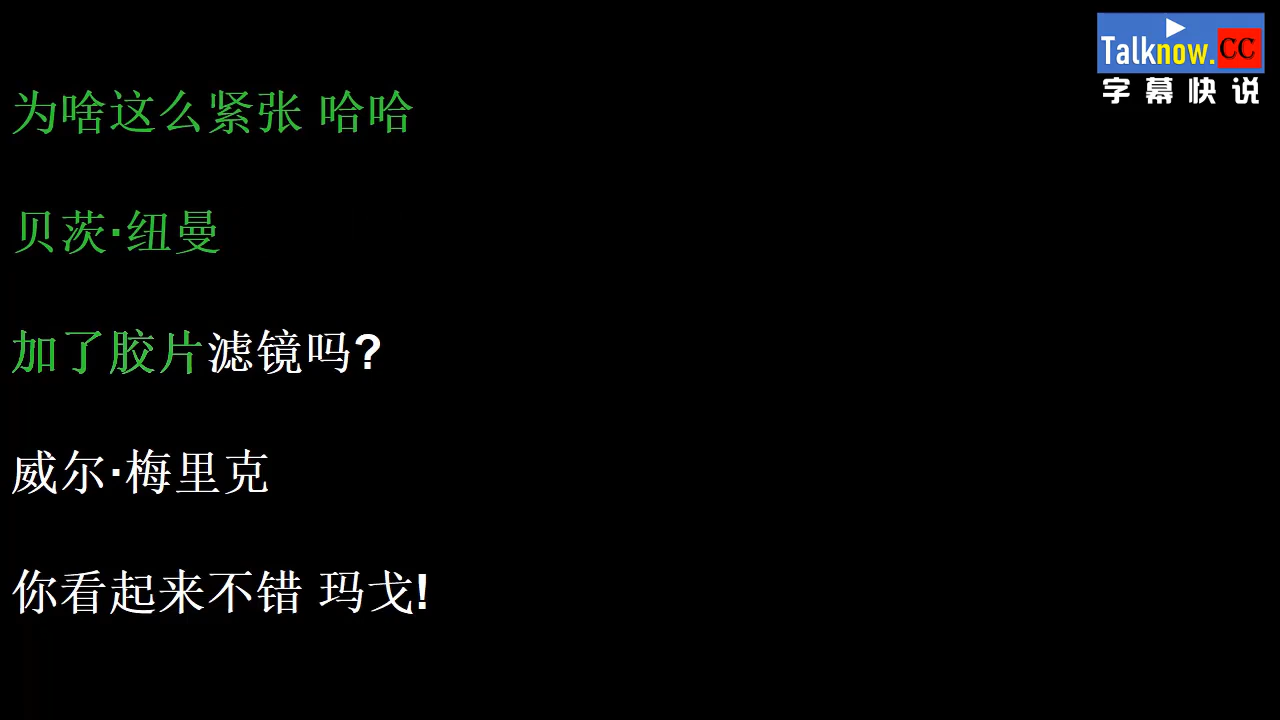 Talknow.CC
字幕快说
为啥这么紧张 哈哈
贝茨·纽曼
加了胶片滤镜吗?
威尔·梅里克
你看起来不错 玛戈!